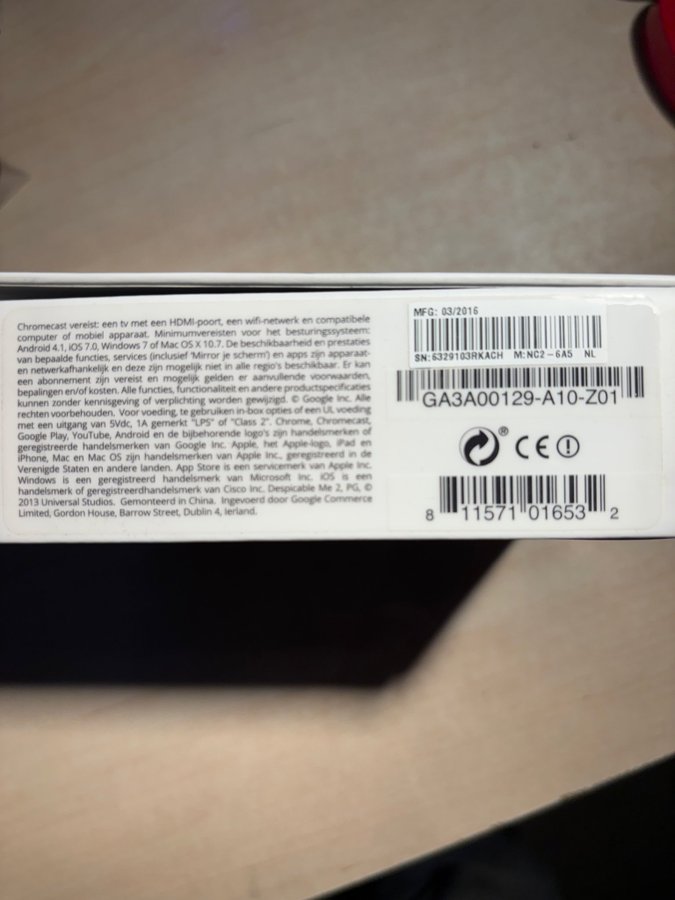 Chromecast vereist: een tv met een HDMI-poort, een wifi-netwerk en compatibele
computer of mobiel apparaat. Minimumvereisten voor het besturingssysteem:
Android 4.1, iOS 7.0, Windows 7 of Mac OS X 10.7. De beschikbaarheid en prestaties
van bepaalde functies, services (inclusief 'Mirror je scherm') en apps zijn apparaat-
en netwerkafhankelijk en deze zijn mogelijk niet in alle regio's beschikbaar. Er kan
een abonnement zijn vereist en mogelijk gelden er aanvullende voorwaarden,
bepalingen en/of kosten. Alle functies, functionaliteit en andere productspecificaties
kunnen zonder kennisgeving of verplichting worden gewijzigd. © Google Inc. Alle
rechten voorbehouden. Voor voeding, te gebruiken in-box opties of een UL voeding
met een uitgang van 5Vdc, 1A gemerkt "LPS" of "Class 2". Chrome, Chromecast,
Google Play, YouTube, Android en de bijbehorende logo's zijn handelsmerken of
geregistreerde handelsmerken van Google Inc. Apple, het Apple-logo, iPad en
iPhone, Mac en Mac OS zijn handelsmerken van Apple Inc., geregistreerd in de
Verenigde Staten en andere landen. App Store is een servicemerk van Apple Inc.
Windows is een geregistreerd handelsmerk van Microsoft Inc. iOS is een
handelsmerk of geregistreerdhandelsmerk van Cisco Inc. Despicable Me 2, PG, ©
2013 Universal Studios. Gemonteerd in China. Ingevoerd door Google Commerce
Limited, Gordon House, Barrow Street, Dublin 4, Ierland.
MFG: 03/2016
SN:6329103RKACH M:NC2-6A5 NL
GA3A00129-A10-Z01
® CE
8 11571 01653 2